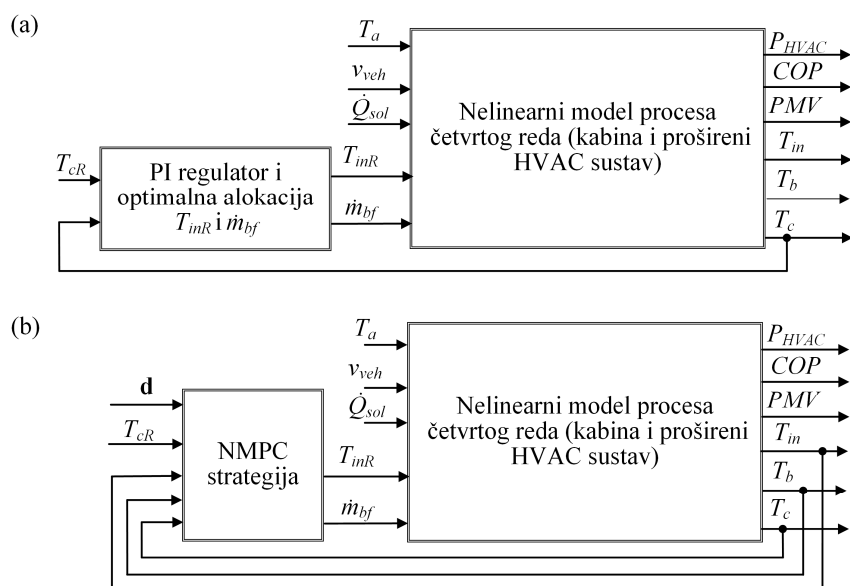 (a)
T_a
v_veh
Q̇_sol
T_cR
PI regulator i
optimalna alokacija
T_inR i ṁ_bf
T_inR
ṁ_bf
Nelinearni model procesa
četvrtog reda (kabina i prošireni
HVAC sustav)
P_HVAC
COP
PMV
T_in
T_b
T_c
(b)
T_a
v_veh
Q̇_sol
d
T_cR
NMPC
strategija
T_inR
ṁ_bf
Nelinearni model procesa
četvrtog reda (kabina i prošireni
HVAC sustav)
P_HVAC
COP
PMV
T_in
T_b
T_c